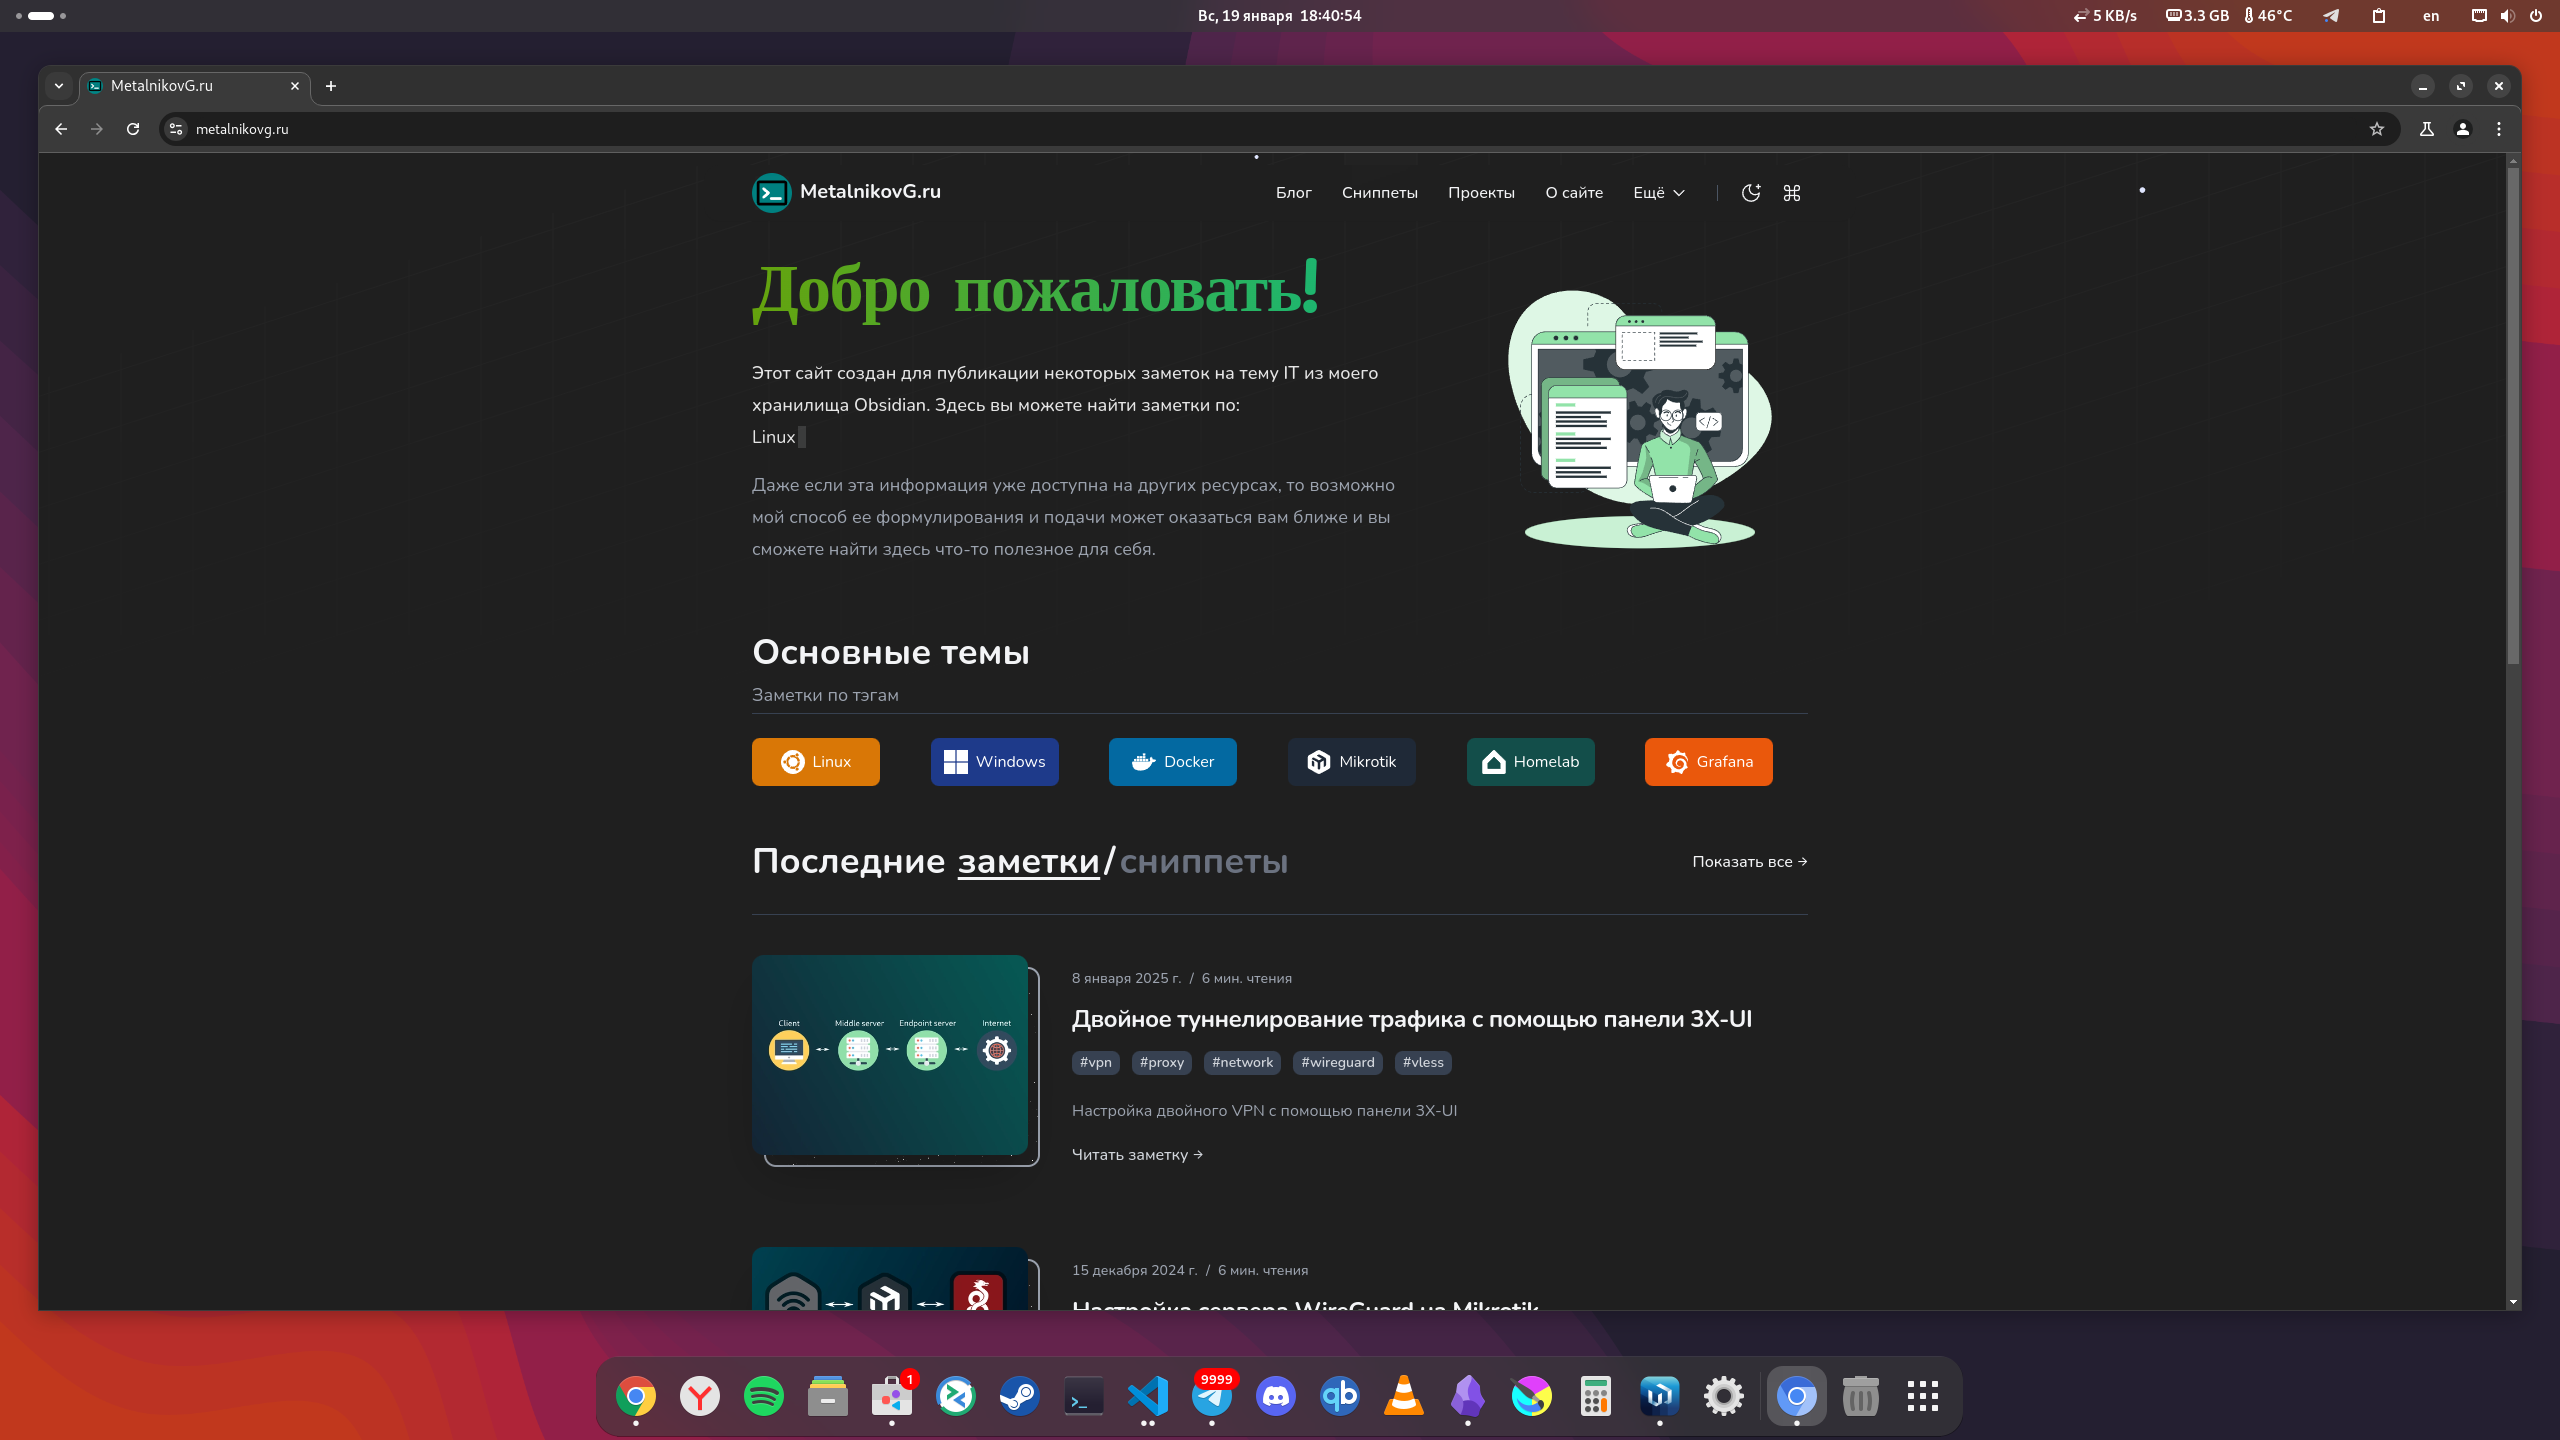 Вс, 19 января 18:40:54
5 KB/s 3.3 GB 46°C en
MetalnikovG.ru
metalnikovg.ru
MetalnikovG.ru
Блог Сниппеты Проекты О сайте Ещё
Добро пожаловать!
Этот сайт создан для публикации некоторых заметок на тему IT из моего
хранилища Obsidian. Здесь вы можете найти заметки по:
Linux
Даже если эта информация уже доступна на других ресурсах, то возможно
мой способ ее формулирования и подачи может оказаться вам ближе и вы
сможете найти здесь что-то полезное для себя.
</>
Основные темы
Заметки по тэгам
Linux Windows Docker Mikrotik Homelab Grafana
Последние заметки/сниппеты
Показать все →
Client Middle server Endpoint server Internet
8 января 2025 г. / 6 мин. чтения
Двойное туннелирование трафика с помощью панели 3X-UI
#vpn #proxy #network #wireguard #vless
Настройка двойного VPN с помощью панели 3X-UI
Читать заметку →
15 декабря 2024 г. / 6 мин. чтения
Настройка сервера WireGuard на Mikrotik
1
9999
qb